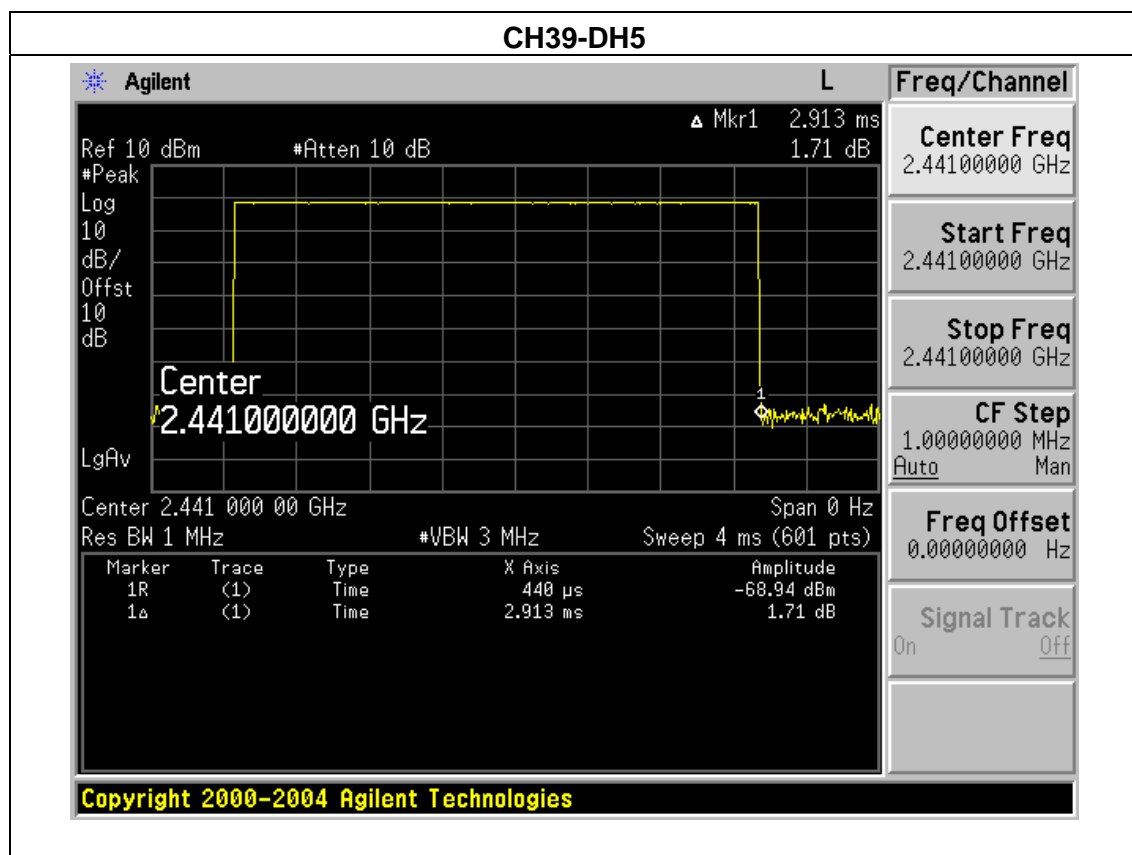 CH39-DH5
Agilent
L
Freq/Channel
▵ Mkr1 2.913 ms
Ref 10 dBm #Atten 10 dB 1.71 dB
#Peak
Log
10
dB/
Offst
10
dB
LgAv
Center
2.441000000 GHz
1
Center 2.441 000 00 GHz Span 0 Hz
Res BW 1 MHz #VBW 3 MHz Sweep 4 ms (601 pts)
Marker Trace Type X Axis Amplitude
1R (1) Time 440 µs -68.94 dBm
1▵ (1) Time 2.913 ms 1.71 dB
Center Freq
2.44100000 GHz
Start Freq
2.44100000 GHz
Stop Freq
2.44100000 GHz
CF Step
1.00000000 MHz
Auto Man
Freq Offset
0.00000000 Hz
Signal Track
On Off
Copyright 2000-2004 Agilent Technologies